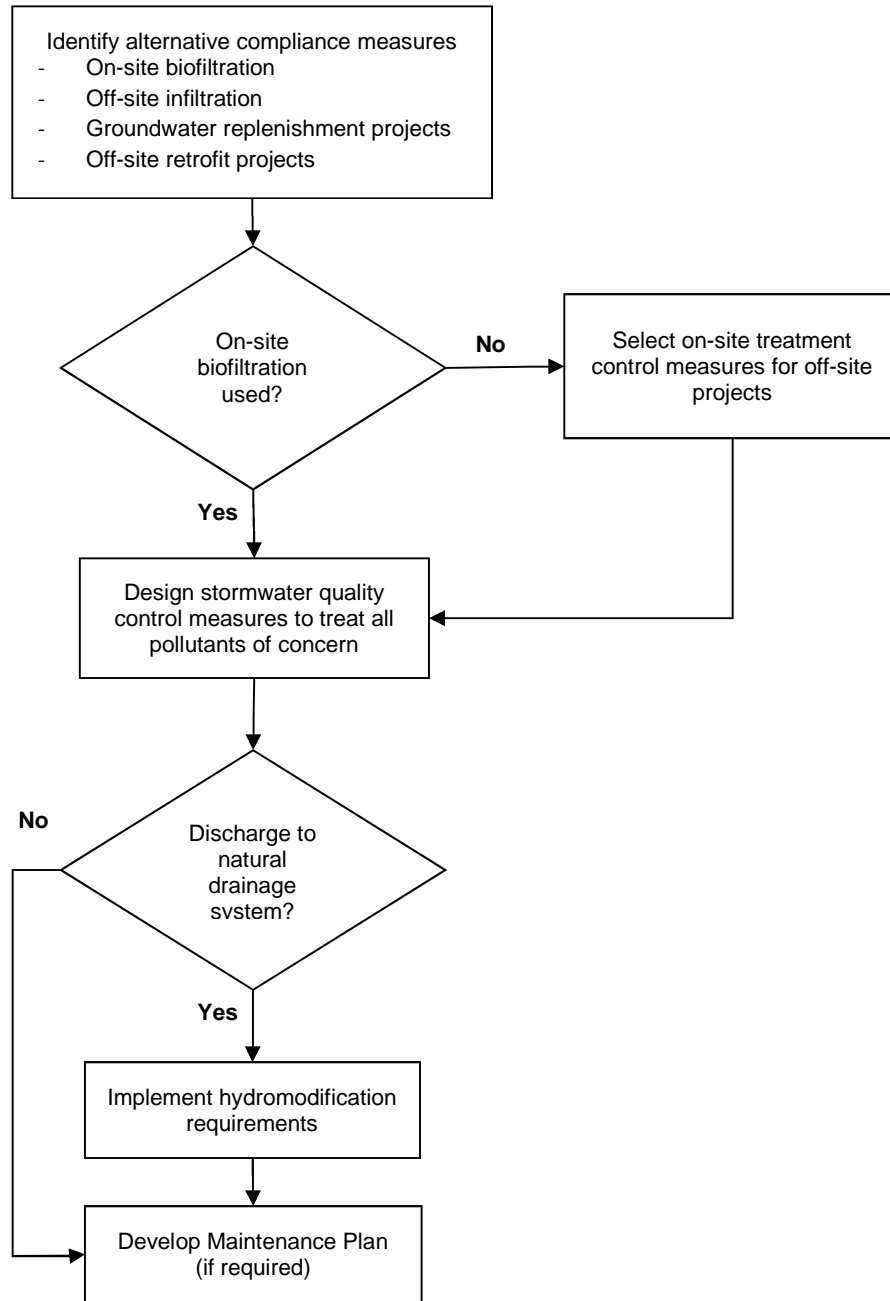 Identify alternative compliance measures
- On-site biofiltration
- Off-site infiltration
- Groundwater replenishment projects
- Off-site retrofit projects
On-site
biofiltration
used?
No
Select on-site treatment
control measures for off-site
projects
Yes
Design stormwater quality
control measures to treat all
pollutants of concern
No
Discharge to
natural
drainage
system?
Yes
Implement hydromodification
requirements
Develop Maintenance Plan
(if required)